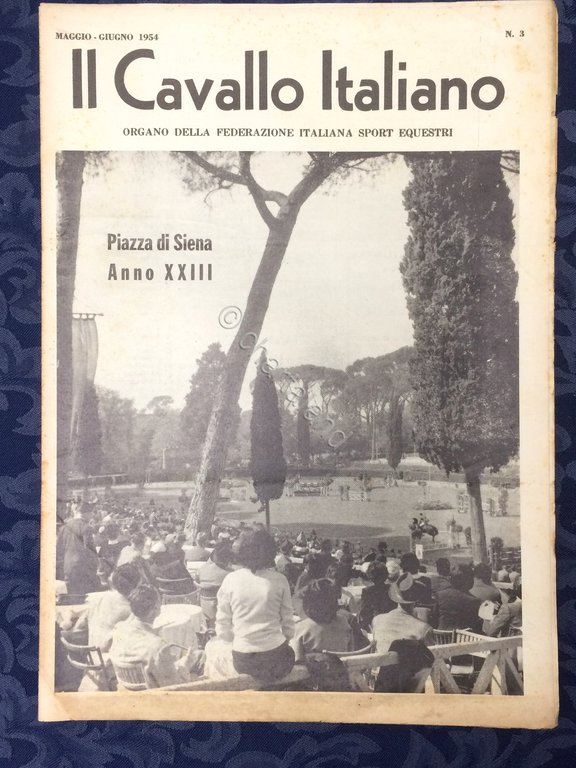 MAGGIO - GIUGNO 1954
N. 3
Il Cavallo Italiano
ORGANO DELLA FEDERAZIONE ITALIANA SPORT EQUESTRI
Piazza di Siena
Anno XXIII